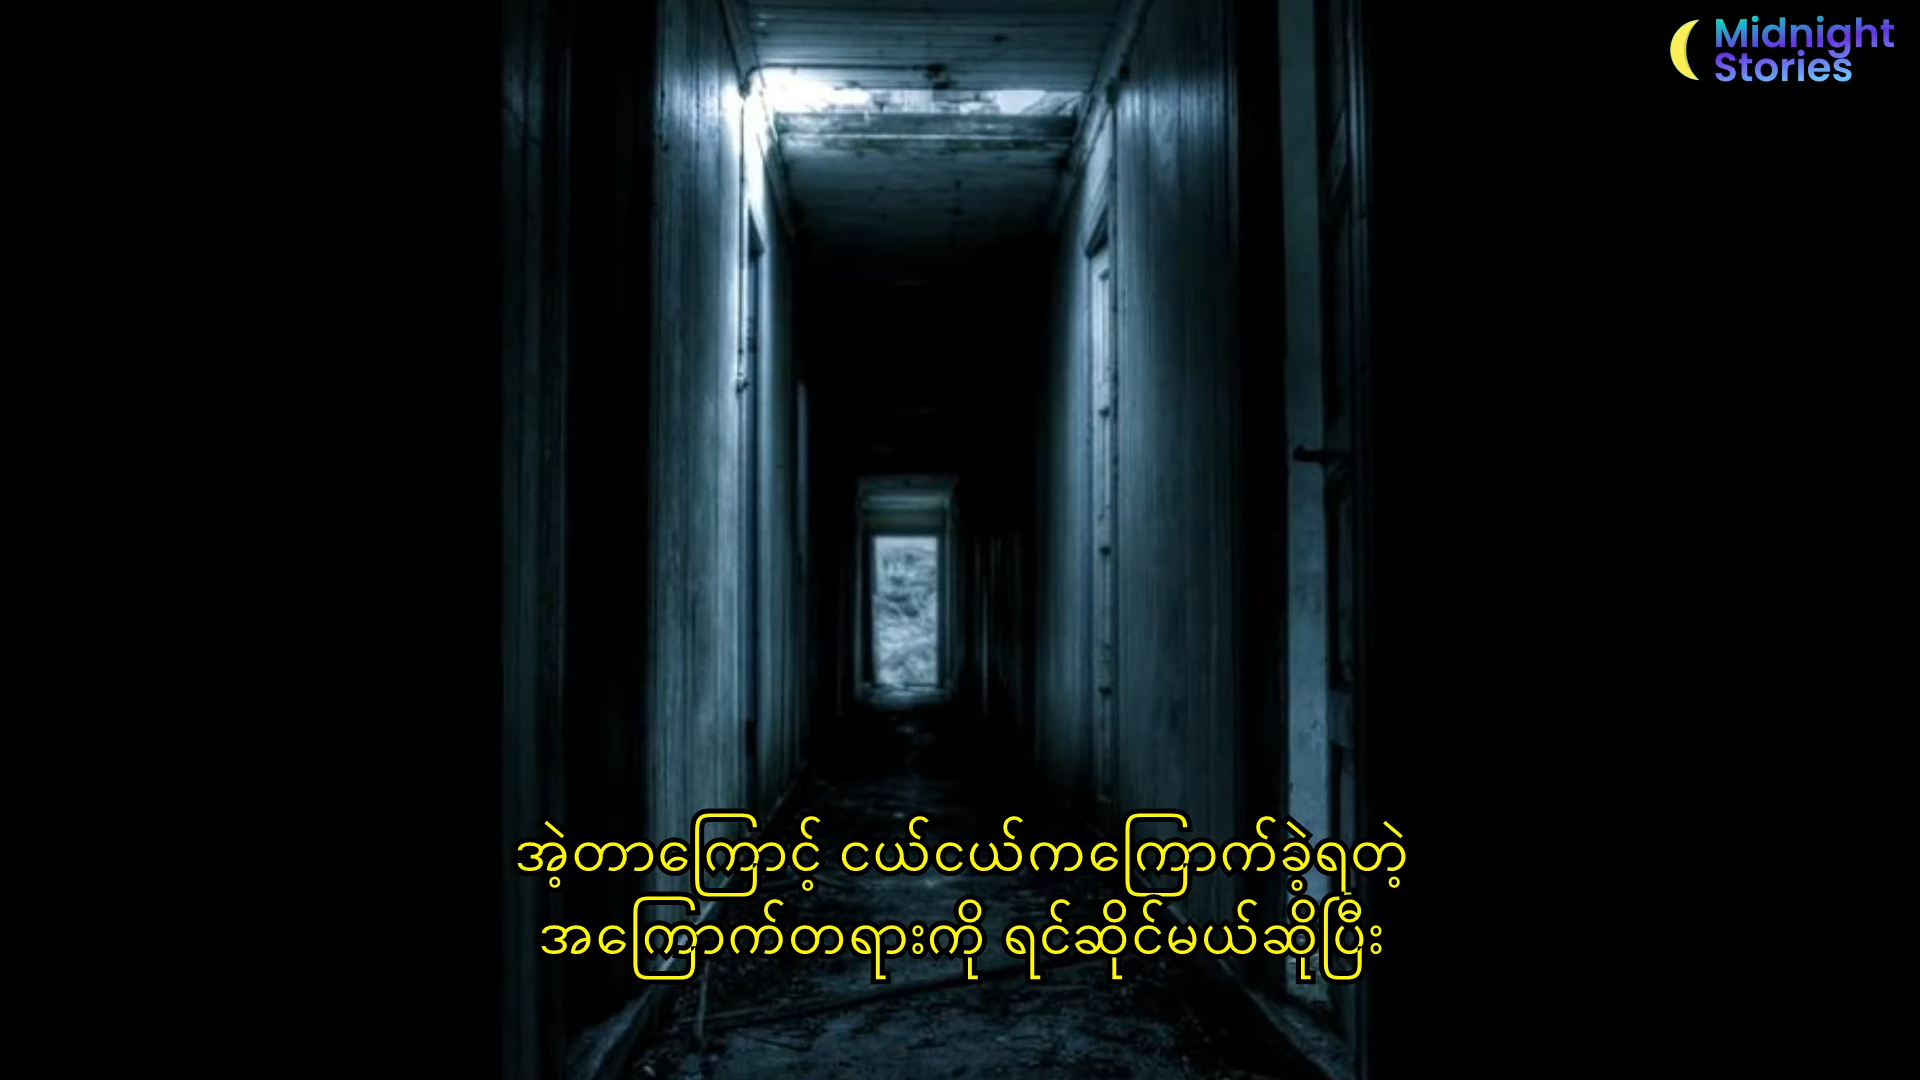 Midnight
Stories
အဲ့တာကြောင့် ငယ်ငယ်ကကြောက်ခဲ့ရတဲ့
အကြောက်တရားကို ရင်ဆိုင်မယ်ဆိုပြီး